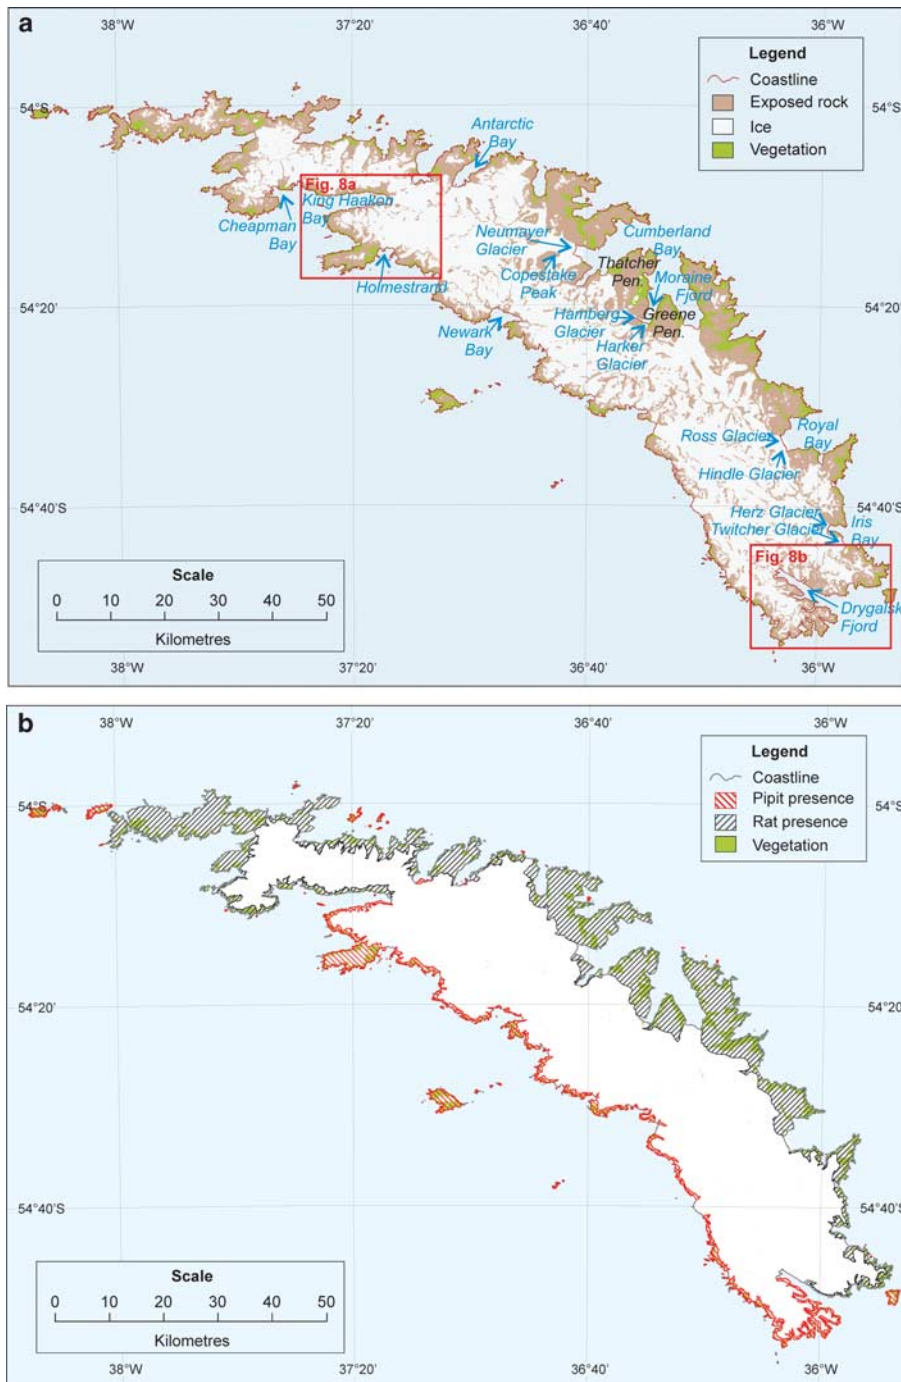 a
38°W
37°20'
36°40'
36°W
Legend
Coastline
Exposed rock
Ice
Vegetation
54°S
54°S
Antarctic
Bay
Fig. 8a
King Haakon
Bay
Cheapman
Bay
Neumayer
Glacier
Cumberland
Bay
Copestake
Peak
Thatcher
Pen.
Moraine
Fjord
Holmestrand
54°20'
54°20'
Hamberg
Glacier
Greene
Pen.
Newark
Bay
Harker
Glacier
Ross Glacier
Royal
Bay
Hindle Glacier
54°40'S
54°40'S
Herz Glacier
Twitcher Glacier
Iris
Bay
Fig. 8b
Drygalsk
Fjord
Scale
0 10 20 30 40 50
Kilometres
38°W
37°20'
36°40'
36°W
b
38°W
37°20'
36°40'
36°W
Legend
Coastline
Pipit presence
Rat presence
Vegetation
54°S
54°S
54°20'
54°20'
54°40'S
54°40'S
Scale
0 10 20 30 40 50
Kilometres
38°W
37°20'
36°40'
36°W